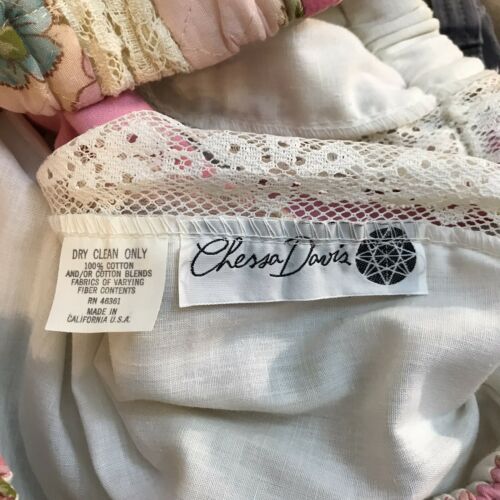 DRY CLEAN ONLY
100% COTTON
AND/OR COTTON BLENDS
FABRICS OF VARYING
FIBER CONTENTS
RN 46361
MADE IN
CALIFORNIA U.S.A.
Chessa Davis